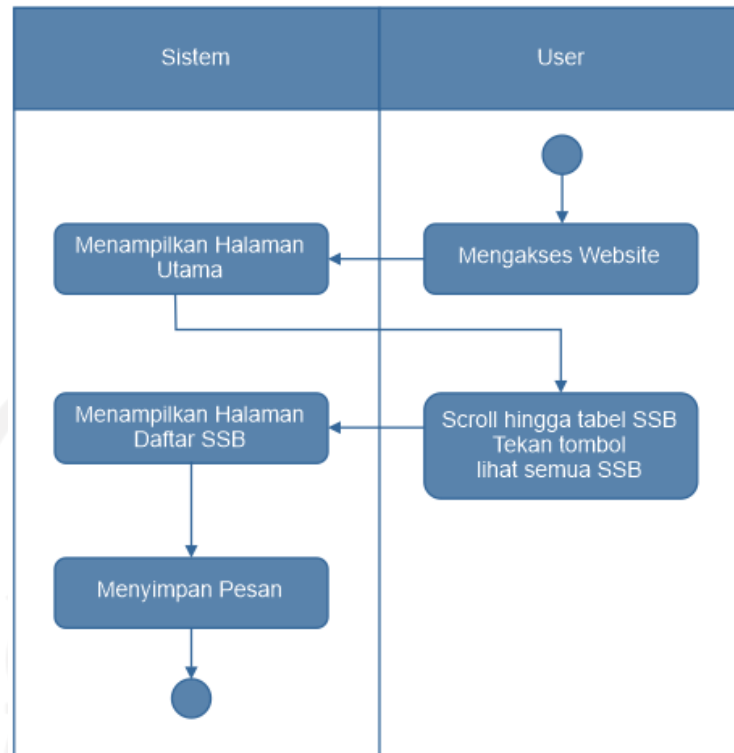 Sistem
User
Mengakses Website
Menampilkan Halaman
Utama
Scroll hingga tabel SSB
Tekan tombol
lihat semua SSB
Menampilkan Halaman
Daftar SSB
Menyimpan Pesan